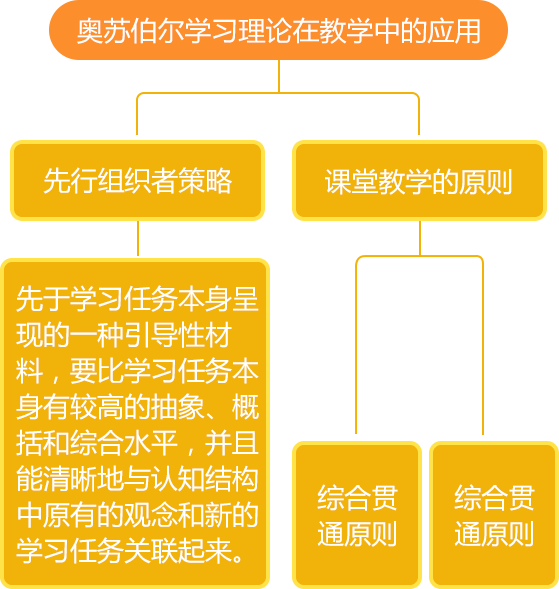 奥苏伯尔学习理论在教学中的应用
先行组织者策略
课堂教学的原则
先于学习任务本身呈
现的一种引导性材
料，要比学习任务本
身有较高的抽象、概
括和综合水平，并且
能清晰地与认知结构
中原有的观念和新的
学习任务关联起来。
综合贯
通原则
综合贯
通原则